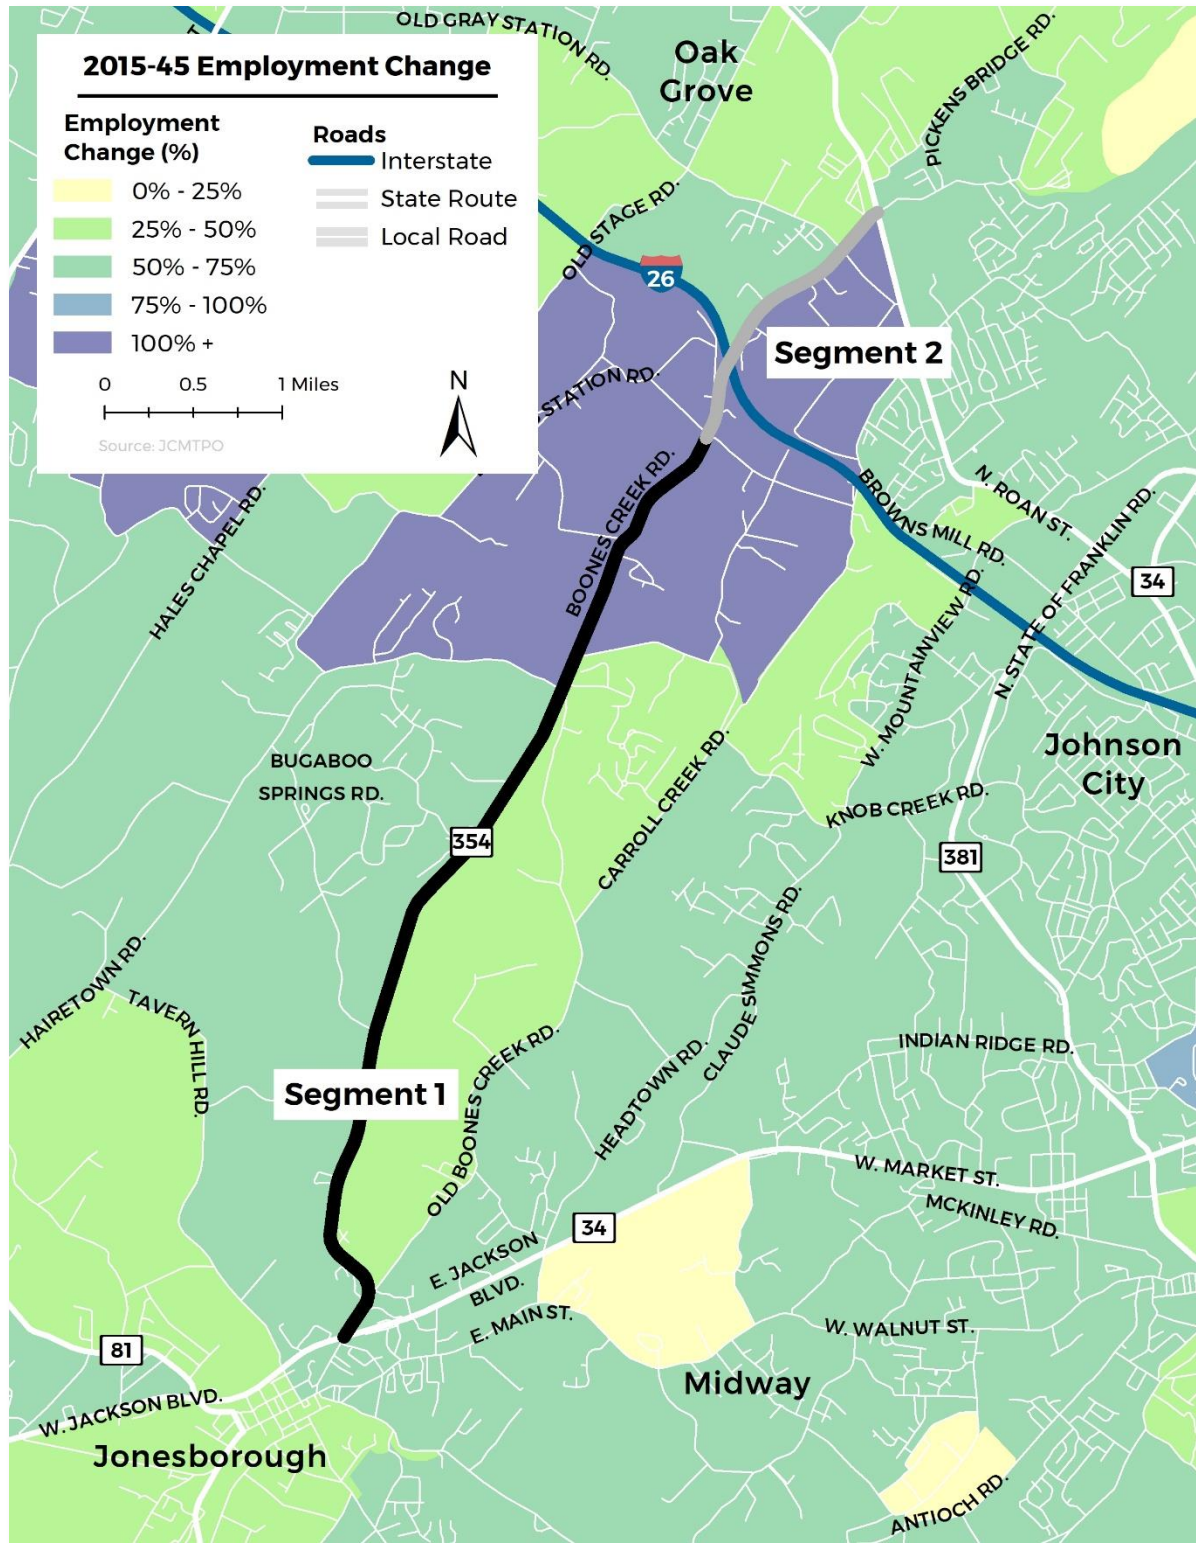 2015-45 Employment Change
Employment
Change (%)
0% - 25%
25% - 50%
50% - 75%
75% - 100%
100% +
Roads
Interstate
State Route
Local Road
0 0.5 1 Miles
Source: JCMTPO
N
OLD GRAY STATION RD.
Oak
Grove
PICKENS BRIDGE RD.
OLD STAGE RD.
26
Segment 2
STATION RD.
BOONES CREEK RD.
HALES CHAPEL RD.
BROWNS MILL RD.
N. ROAN ST.
N. STATE OF FRANKLIN RD.
34
W. MOUNTAINVIEW RD.
Johnson
City
BUGABOO
SPRINGS RD.
CARROLL CREEK RD.
KNOB CREEK RD.
354
381
CLAUDE SIMMONS RD.
HAIRETOWN RD.
TAVERN HILL RD.
OLD BOONES CREEK RD.
HEADTOWN RD.
INDIAN RIDGE RD.
Segment 1
W. MARKET ST.
MCKINLEY RD.
34
E. JACKSON
BLVD.
E. MAIN ST.
W. WALNUT ST.
81
Midway
W. JACKSON BLVD.
Jonesborough
ANTIOCH RD.